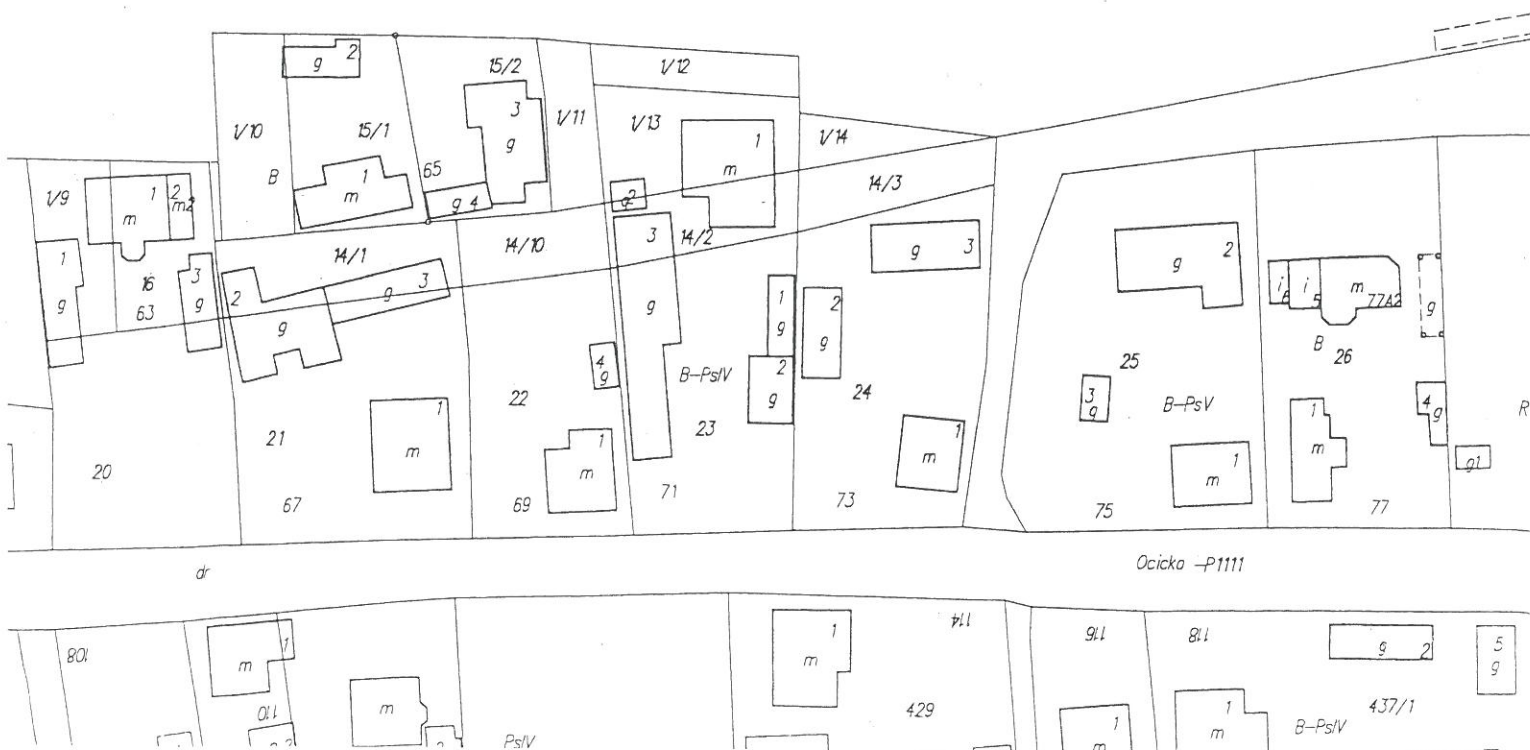 g 2
15/2
1/12
1/10
15/1
3
g
1/11
1/13
1
m
1/14
B
65
1/9
m 1
2
m2
m 1
g 4
g2
14/3
1
g
16
63
3
g
14/1
14/10
3
14/2
g 3
g 2
2
g 3
g
g
1
g
2
g
i
6
i
5
m
77A2
g
B
26
25
4
g
B-PsIV
2
g
24
3
g
B-PsV
1
m
4
g
22
23
21
1
m
1
m
1
m
1
m
g1
R
20
67
69
71
73
75
77
dr
Ocicka -P1111
108
1
m
110
m
2
PsIV
1
m
114
429
116
1
m
118
1
m
g 2
5
g
437/1
B-PsIV